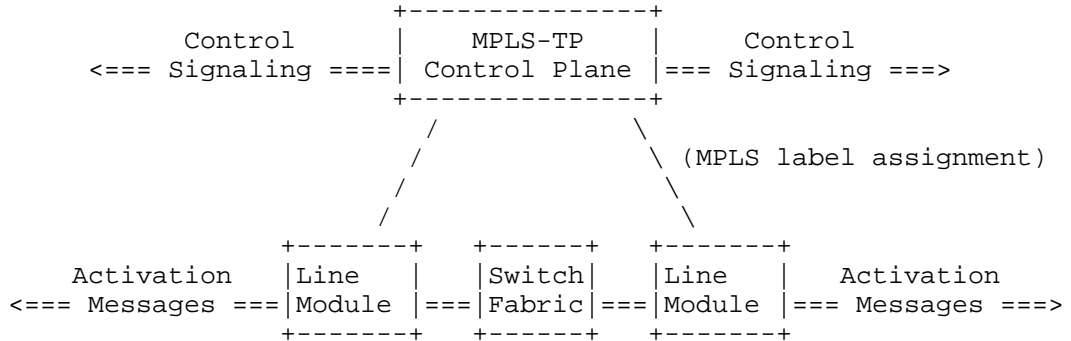 Control MPLS-TP Control
<=== Signaling ====| Control Plane |=== Signaling ===>
(MPLS label assignment)
Activation |Line | |Switch| |Line | Activation
<=== Messages ===|Module |===|Fabric|===|Module |=== Messages ===>